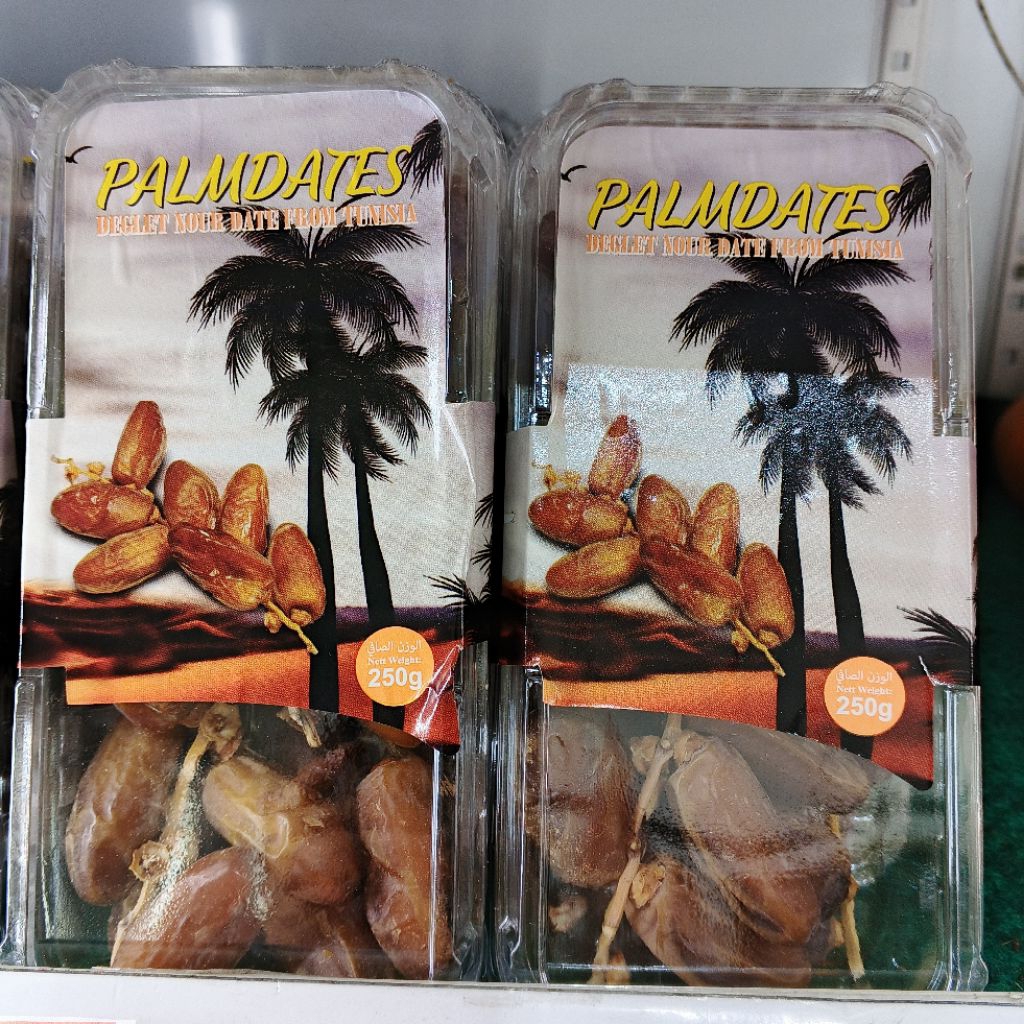 PALMDATES
DEGLET NOUR DATE FROM TUNISIA
الوزن الصافي
Nett Weight:
250g
PALMDATES
DEGLET NOUR DATE FROM TUNISIA
الوزن الصافي
Nett Weight:
250g